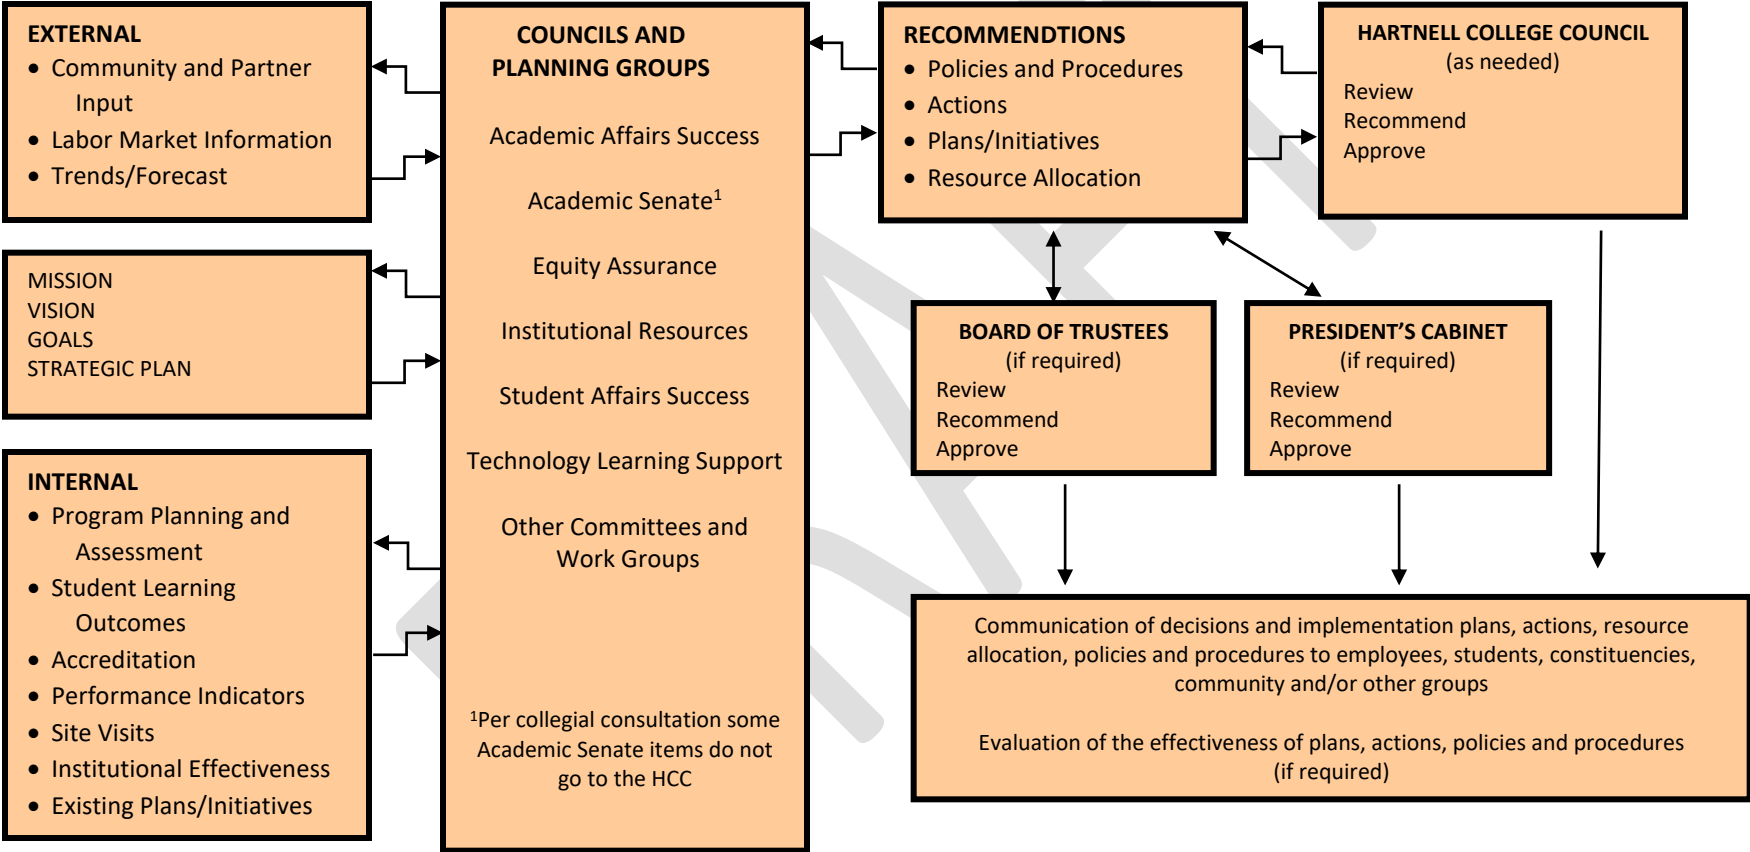 EXTERNAL
• Community and Partner
Input
• Labor Market Information
• Trends/Forecast
MISSION
VISION
GOALS
STRATEGIC PLAN
INTERNAL
• Program Planning and
Assessment
• Student Learning
Outcomes
• Accreditation
• Performance Indicators
• Site Visits
• Institutional Effectiveness
• Existing Plans/Initiatives
COUNCILS AND
PLANNING GROUPS
Academic Affairs Success
Academic Senate¹
Equity Assurance
Institutional Resources
Student Affairs Success
Technology Learning Support
Other Committees and
Work Groups
¹Per collegial consultation some
Academic Senate items do not
go to the HCC
RECOMMENDTIONS
• Policies and Procedures
• Actions
• Plans/Initiatives
• Resource Allocation
HARTNELL COLLEGE COUNCIL
(as needed)
Review
Recommend
Approve
BOARD OF TRUSTEES
(if required)
Review
Recommend
Approve
PRESIDENT’S CABINET
(if required)
Review
Recommend
Approve
Communication of decisions and implementation plans, actions, resource
allocation, policies and procedures to employees, students, constituencies,
community and/or other groups
Evaluation of the effectiveness of plans, actions, policies and procedures
(if required)